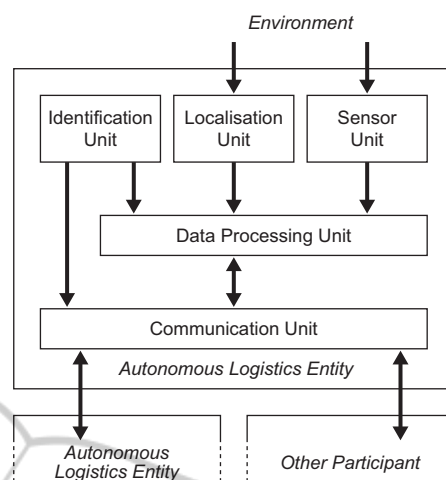 Environment
Identification
Unit
Localisation
Unit
Sensor
Unit
Data Processing Unit
Communication Unit
Autonomous Logistics Entity
Autonomous
Logistics Entity
Other Participant